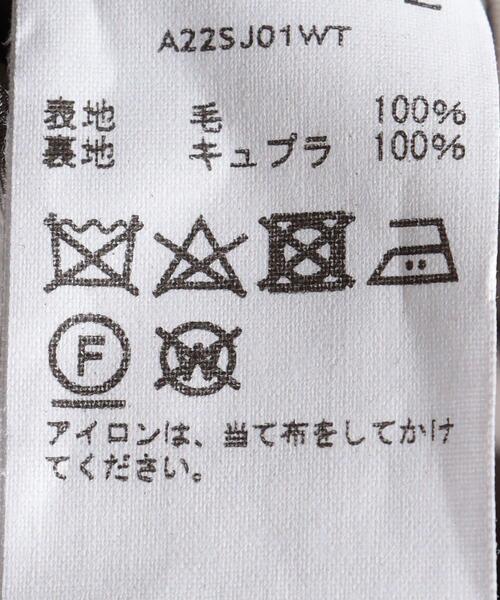 A22SJ01WT
表地 毛 100%
裏地 キュプラ 100%
F
W
アイロンは、当て布をしてかけ
てください。